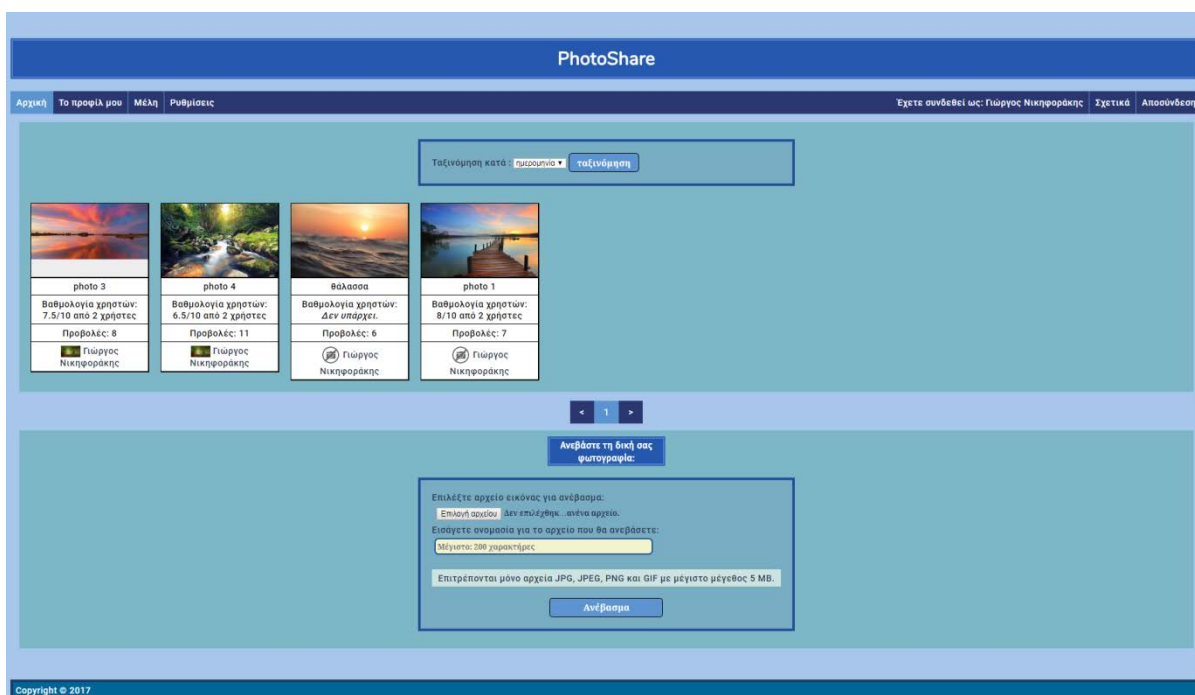 PhotoShare
Αρχική Το προφίλ μου Μέλη Ρυθμίσεις Έχετε συνδεθεί ως: Γιώργος Νικηφοράκης Σχετικά Αποσύνδεση
Ταξινόμηση κατά : ημερομηνία ταξινόμηση
photo 3
Βαθμολογία χρηστών:
7.5/10 από 2 χρήστες
Προβολές: 8
Γιώργος
Νικηφοράκης
photo 4
Βαθμολογία χρηστών:
6.5/10 από 2 χρήστες
Προβολές: 11
Γιώργος
Νικηφοράκης
θάλασσα
Βαθμολογία χρηστών:
Δεν υπάρχει.
Προβολές: 6
Γιώργος
Νικηφοράκης
photo 1
Βαθμολογία χρηστών:
8/10 από 2 χρήστες
Προβολές: 7
Γιώργος
Νικηφοράκης
< 1 >
Ανεβάστε τη δική σας
φωτογραφία:
Επιλέξτε αρχείο εικόνας για ανέβασμα:
Επιλογή αρχείου Δεν επιλέχθηκ...ανένα αρχείο.
Εισάγετε ονομασία για το αρχείο που θα ανεβάσετε:
Μέγιστο: 200 χαρακτήρες
Επιτρέπονται μόνο αρχεία JPG, JPEG, PNG και GIF με μέγιστο μέγεθος 5 MB.
Ανέβασμα
Copyright © 2017